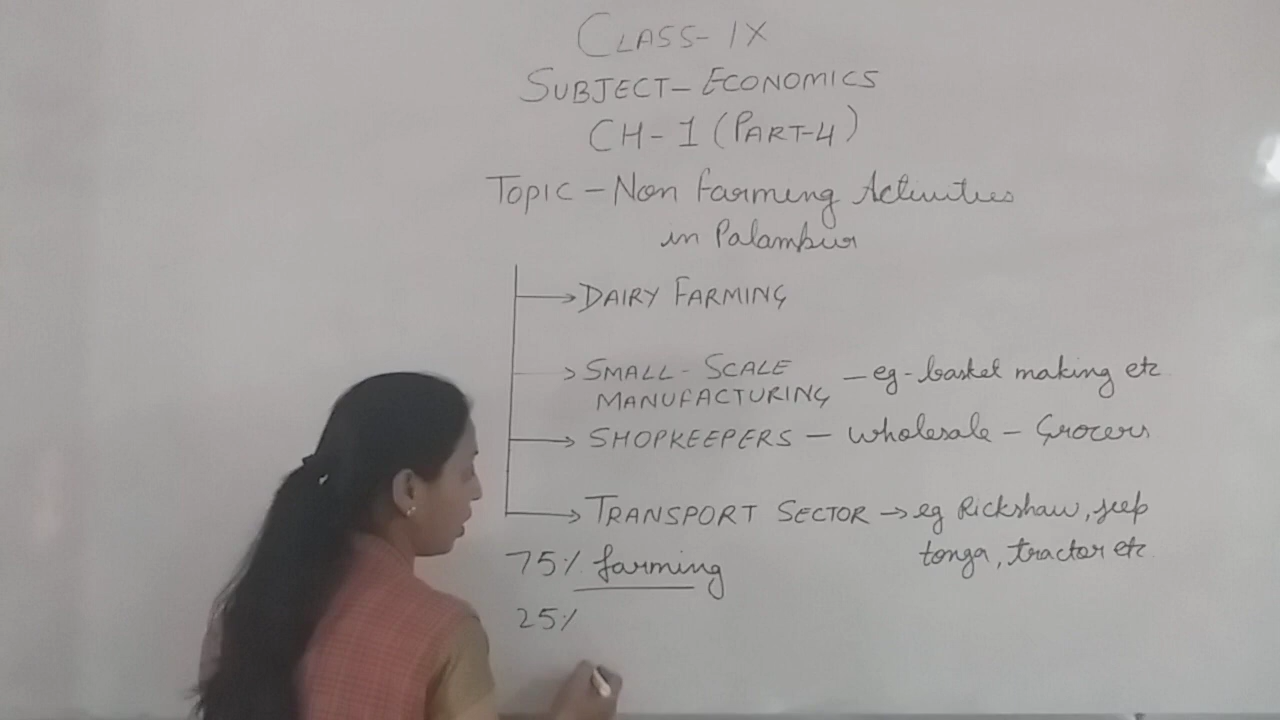 CLASS-IX
SUBJECT-ECONOMICS
CH-1 (PART-4)
Topic - Non Farming Activities
in Palampur
DAIRY FARMING
SMALL-SCALE MANUFACTURING - eg-basket making etc
SHOPKEEPERS - wholesale - Grocers
TRANSPORT SECTOR → eg Rickshaw, jeep
tonga, tractor etc
75% farming
25%